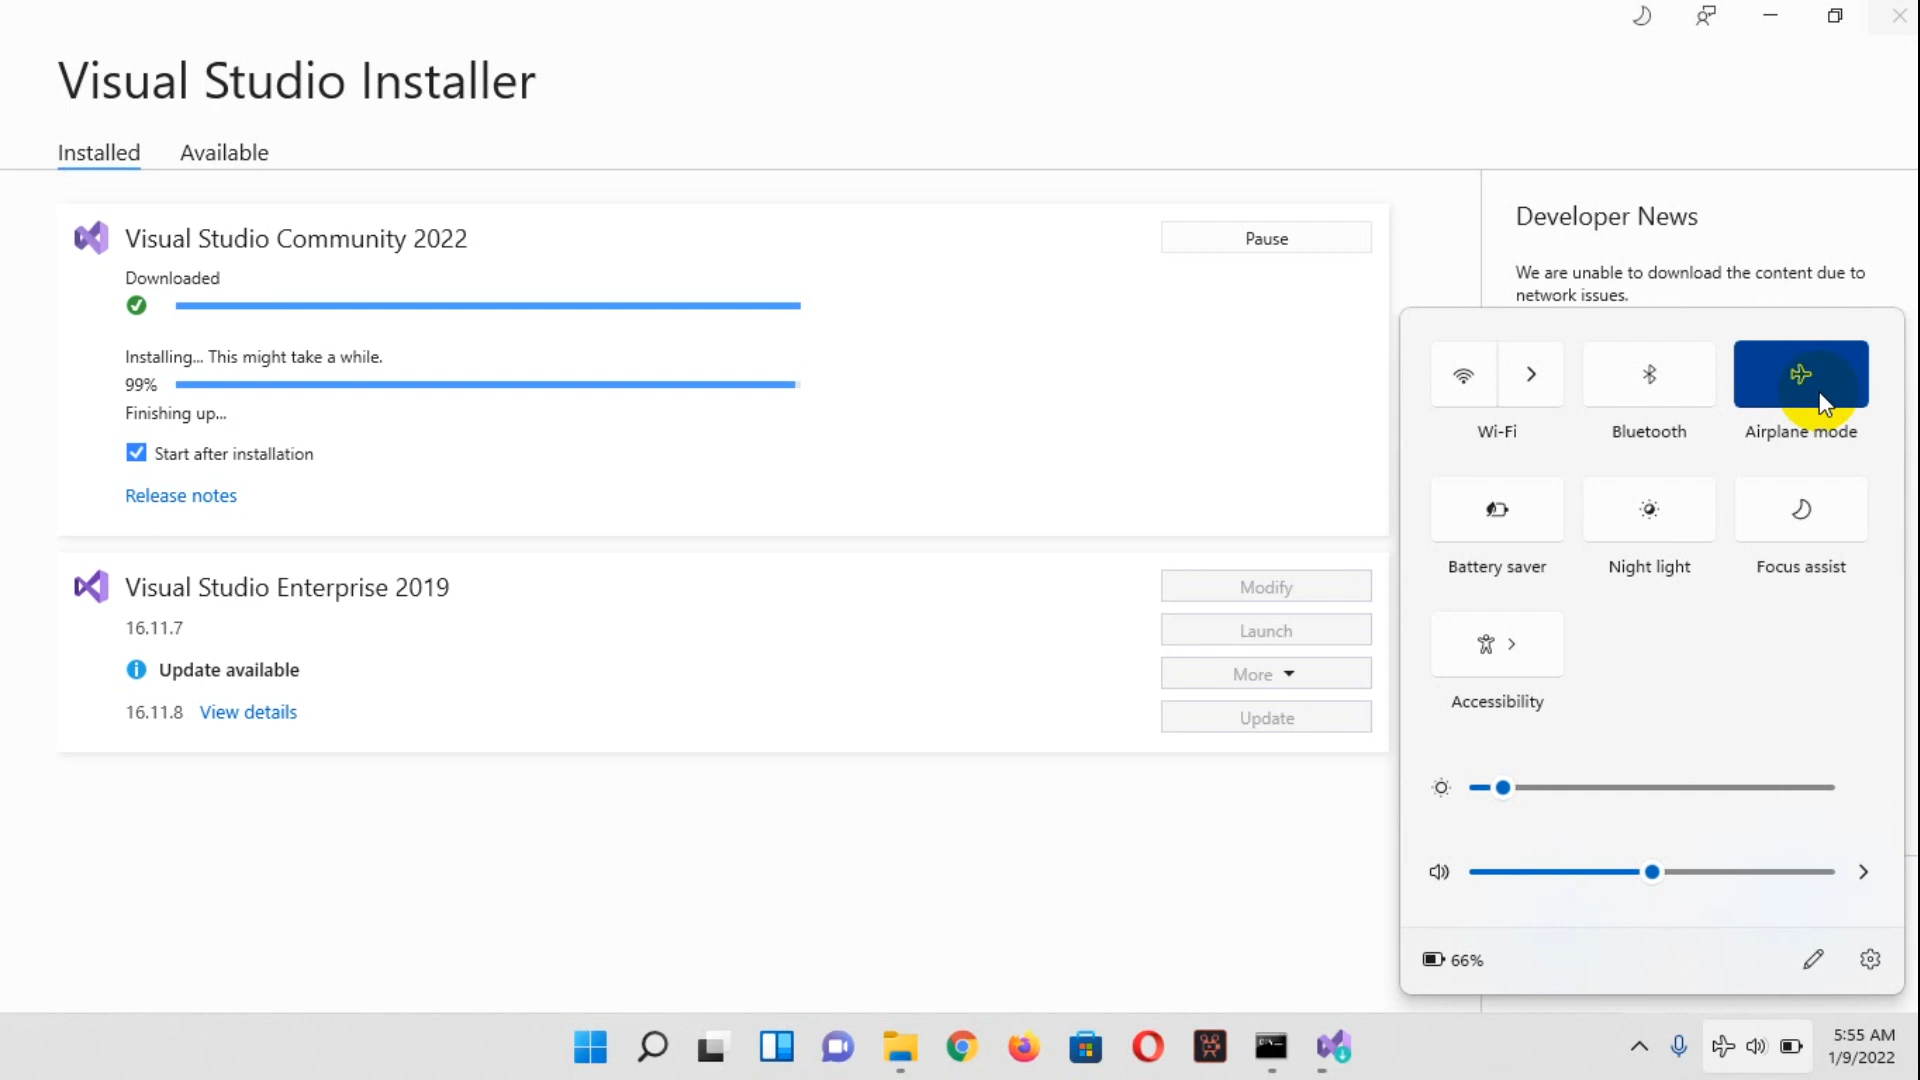 Visual Studio Installer
Installed
Available
Visual Studio Community 2022
Pause
Downloaded
Installing... This might take a while.
99%
Finishing up...
Start after installation
Release notes
Visual Studio Enterprise 2019
16.11.7
Update available
16.11.8 View details
Modify
Launch
More
Update
Developer News
We are unable to download the content due to
network issues.
Wi-Fi
Bluetooth
Airplane mode
Battery saver
Night light
Focus assist
Accessibility
66%
5:55 AM
1/9/2022